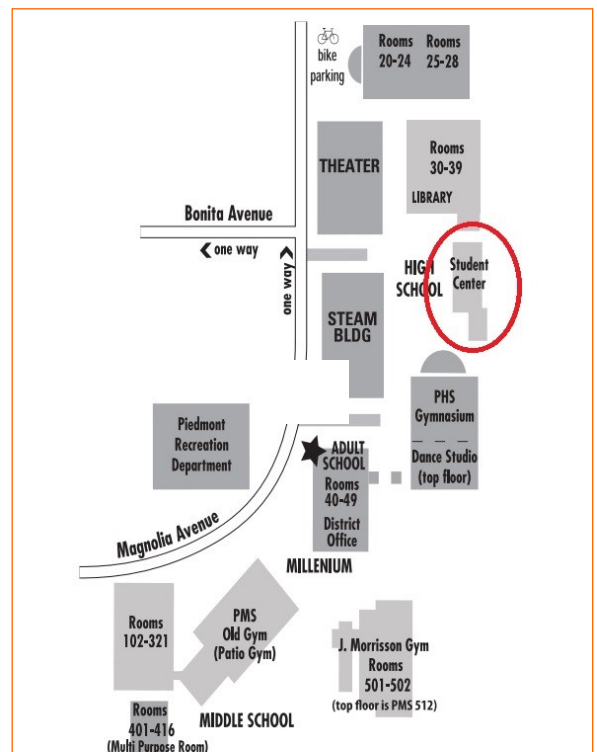 bike
parking
Rooms Rooms
20-24 25-28
THEATER
Rooms
30-39
LIBRARY
Bonita Avenue
one way
one way
HIGH
SCHOOL
Student
Center
STEAM
BLDG
PHS
Gymnasium
Dance Studio
(top floor)
Piedmont
Recreation
Department
ADULT
SCHOOL
Rooms
40-49
District
Office
Magnolia Avenue
MILLENIUM
Rooms
102-321
PMS
Old Gym
(Patio Gym)
J. Morrisson Gym
Rooms
501-502
(top floor is PMS 512)
Rooms
401-416
(Multi Purpose Room)
MIDDLE SCHOOL